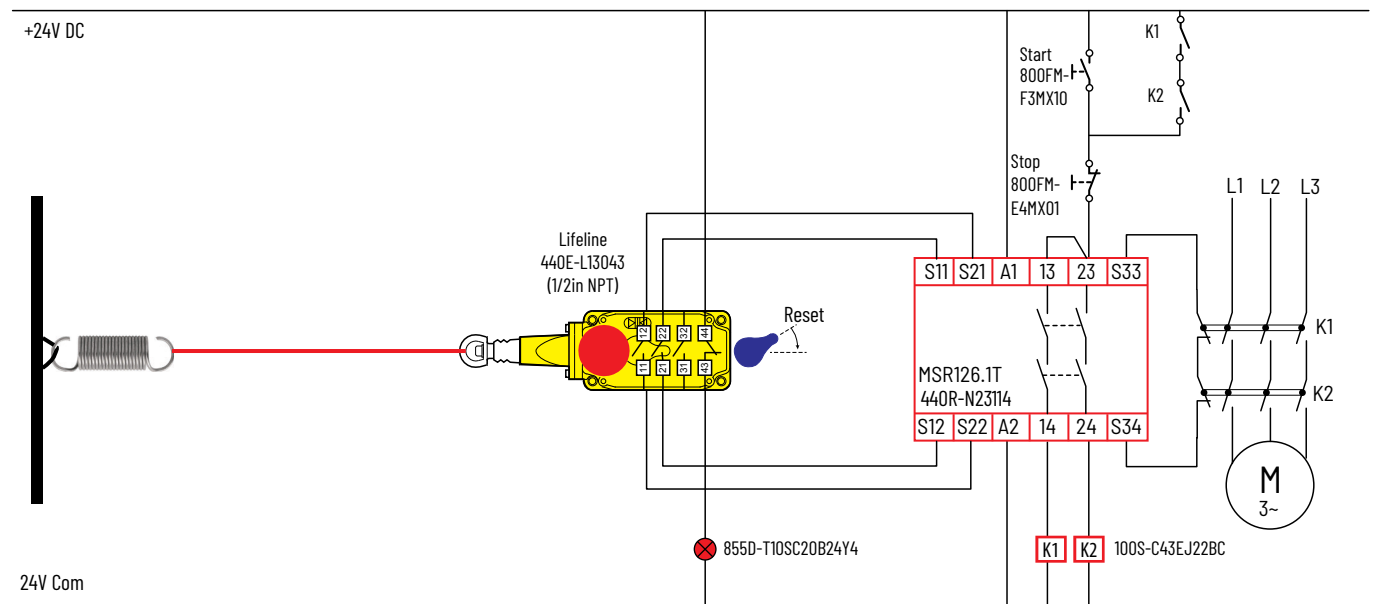 +24V DC
K1
Start
800FM-
F3MX10
K2
Stop
800FM-
E4MX01
L1 L2 L3
Lifeline
440E-L13043
(1/2in NPT)
S11 S21 A1 13 23 S33
12 22 32 44
Reset
K1
11 21 31 43
MSR126.1T
440R-N23114
K2
S12 S22 A2 14 24 S34
M
3~
855D-T10SC20B24Y4
K1 K2 100S-C43EJ22BC
24V Com